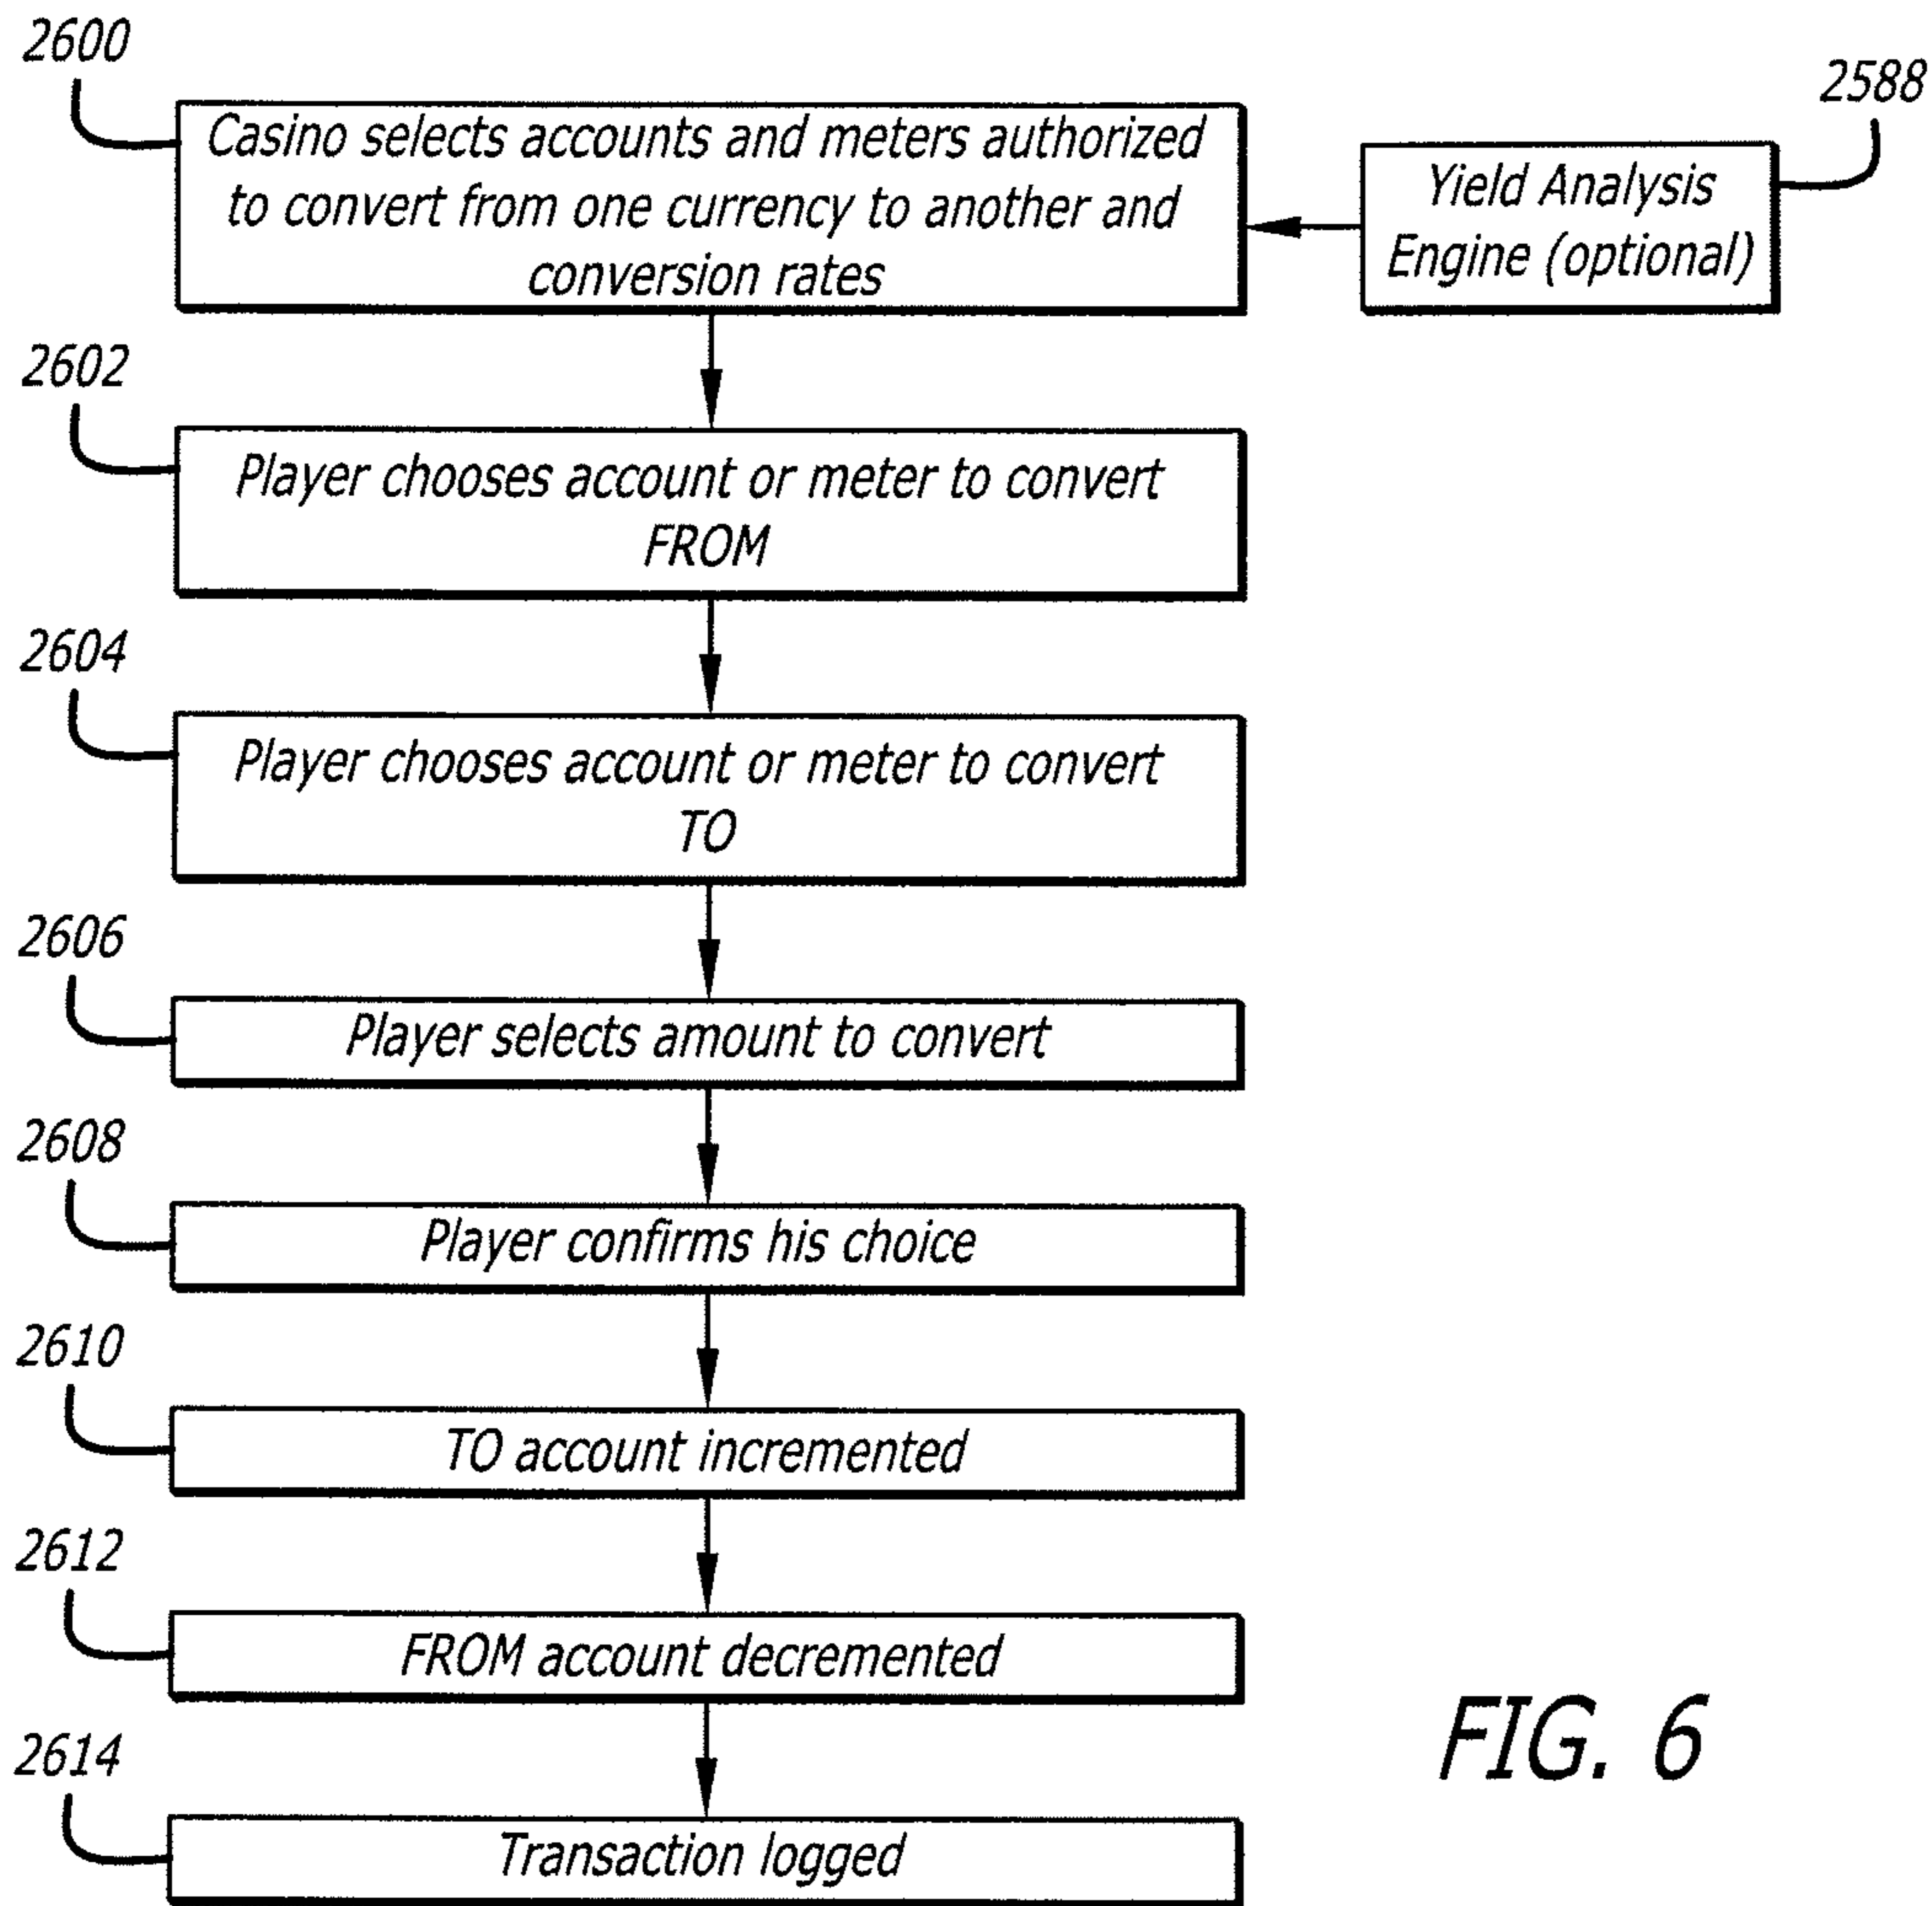 2600
Casino selects accounts and meters authorized
to convert from one currency to another and
conversion rates
2588
Yield Analysis
Engine (optional)
2602
Player chooses account or meter to convert
FROM
2604
Player chooses account or meter to convert
TO
2606
Player selects amount to convert
2608
Player confirms his choice
2610
TO account incremented
2612
FROM account decremented
2614
Transaction logged
FIG. 6